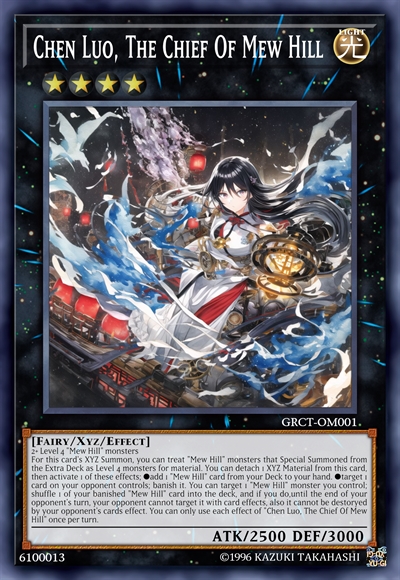 CHEN LUO, THE CHIEF OF MEW HILL
LIGHT
光
GRCT-OM001
[FAIRY/XYZ/EFFECT]
2+ Level 4 "Mew Hill" monsters
For this card's XYZ Summon, you can treat "Mew Hill" monsters that Special Summoned from
the Extra Deck as Level 4 monsters for material. You can detach 1 XYZ Material from this card,
then activate 1 of these effects; ●add 1 "Mew Hill" card from your Deck to your Hand. ●target 1
card on your opponent controls; banish it. You can target 1 "Mew Hill" monster you control;
shuffle 1 of your banished "Mew Hill" card into the deck, and if you do,until the end of your
opponent's turn, your opponent cannot target it with card effects, also it cannot be destroyed
by your opponent's cards effect. You can only use each effect of "Chen Luo, The Chief Of Mew
Hill" once per turn.
ATK/2500 DEF/3000
6100013
©1996 KAZUKI TAKAHASHI